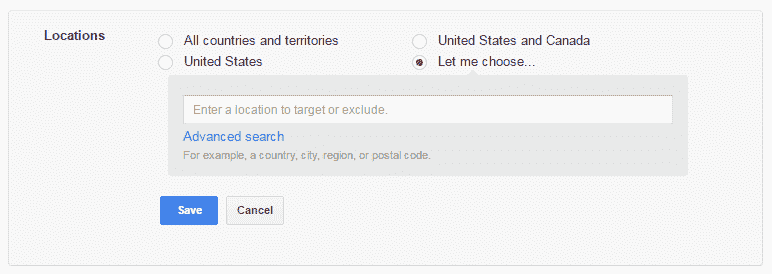 Locations
All countries and territories
United States and Canada
United States
Let me choose...
Enter a location to target or exclude.
Advanced search
For example, a country, city, region, or postal code.
Save
Cancel